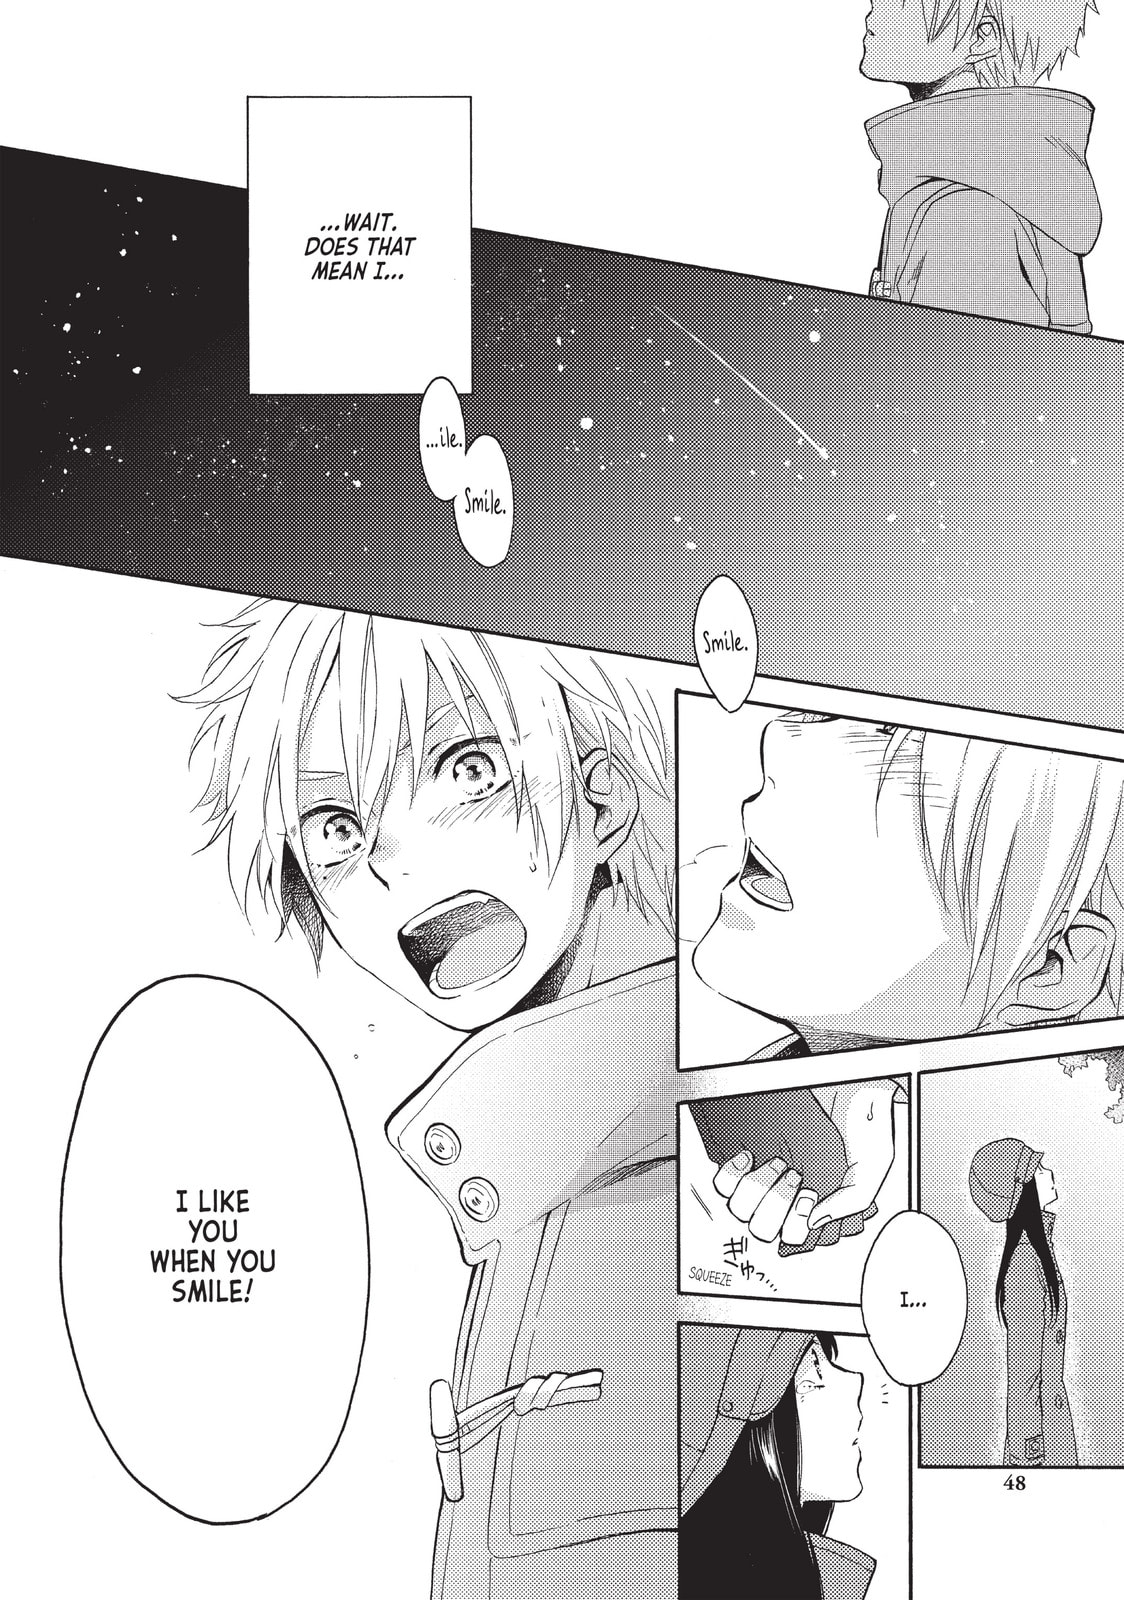 ...WAIT.
DOES THAT
MEAN I...
...ile.
Smile.
Smile.
I...
ぎゅっ...
SQUEEZE
I LIKE
YOU
WHEN YOU
SMILE!
48